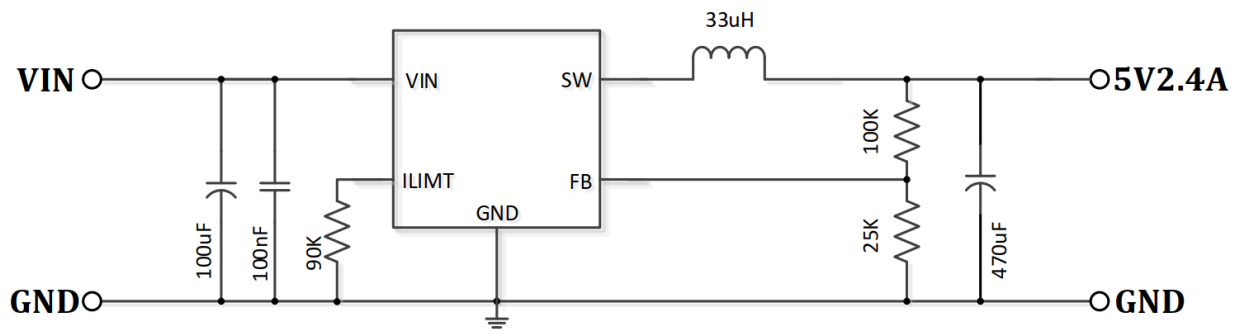 33uH
VIN
VIN
SW
5V2.4A
100K
ILIMT
FB
GND
100uF
100nF
90K
25K
470uF
GND
GND